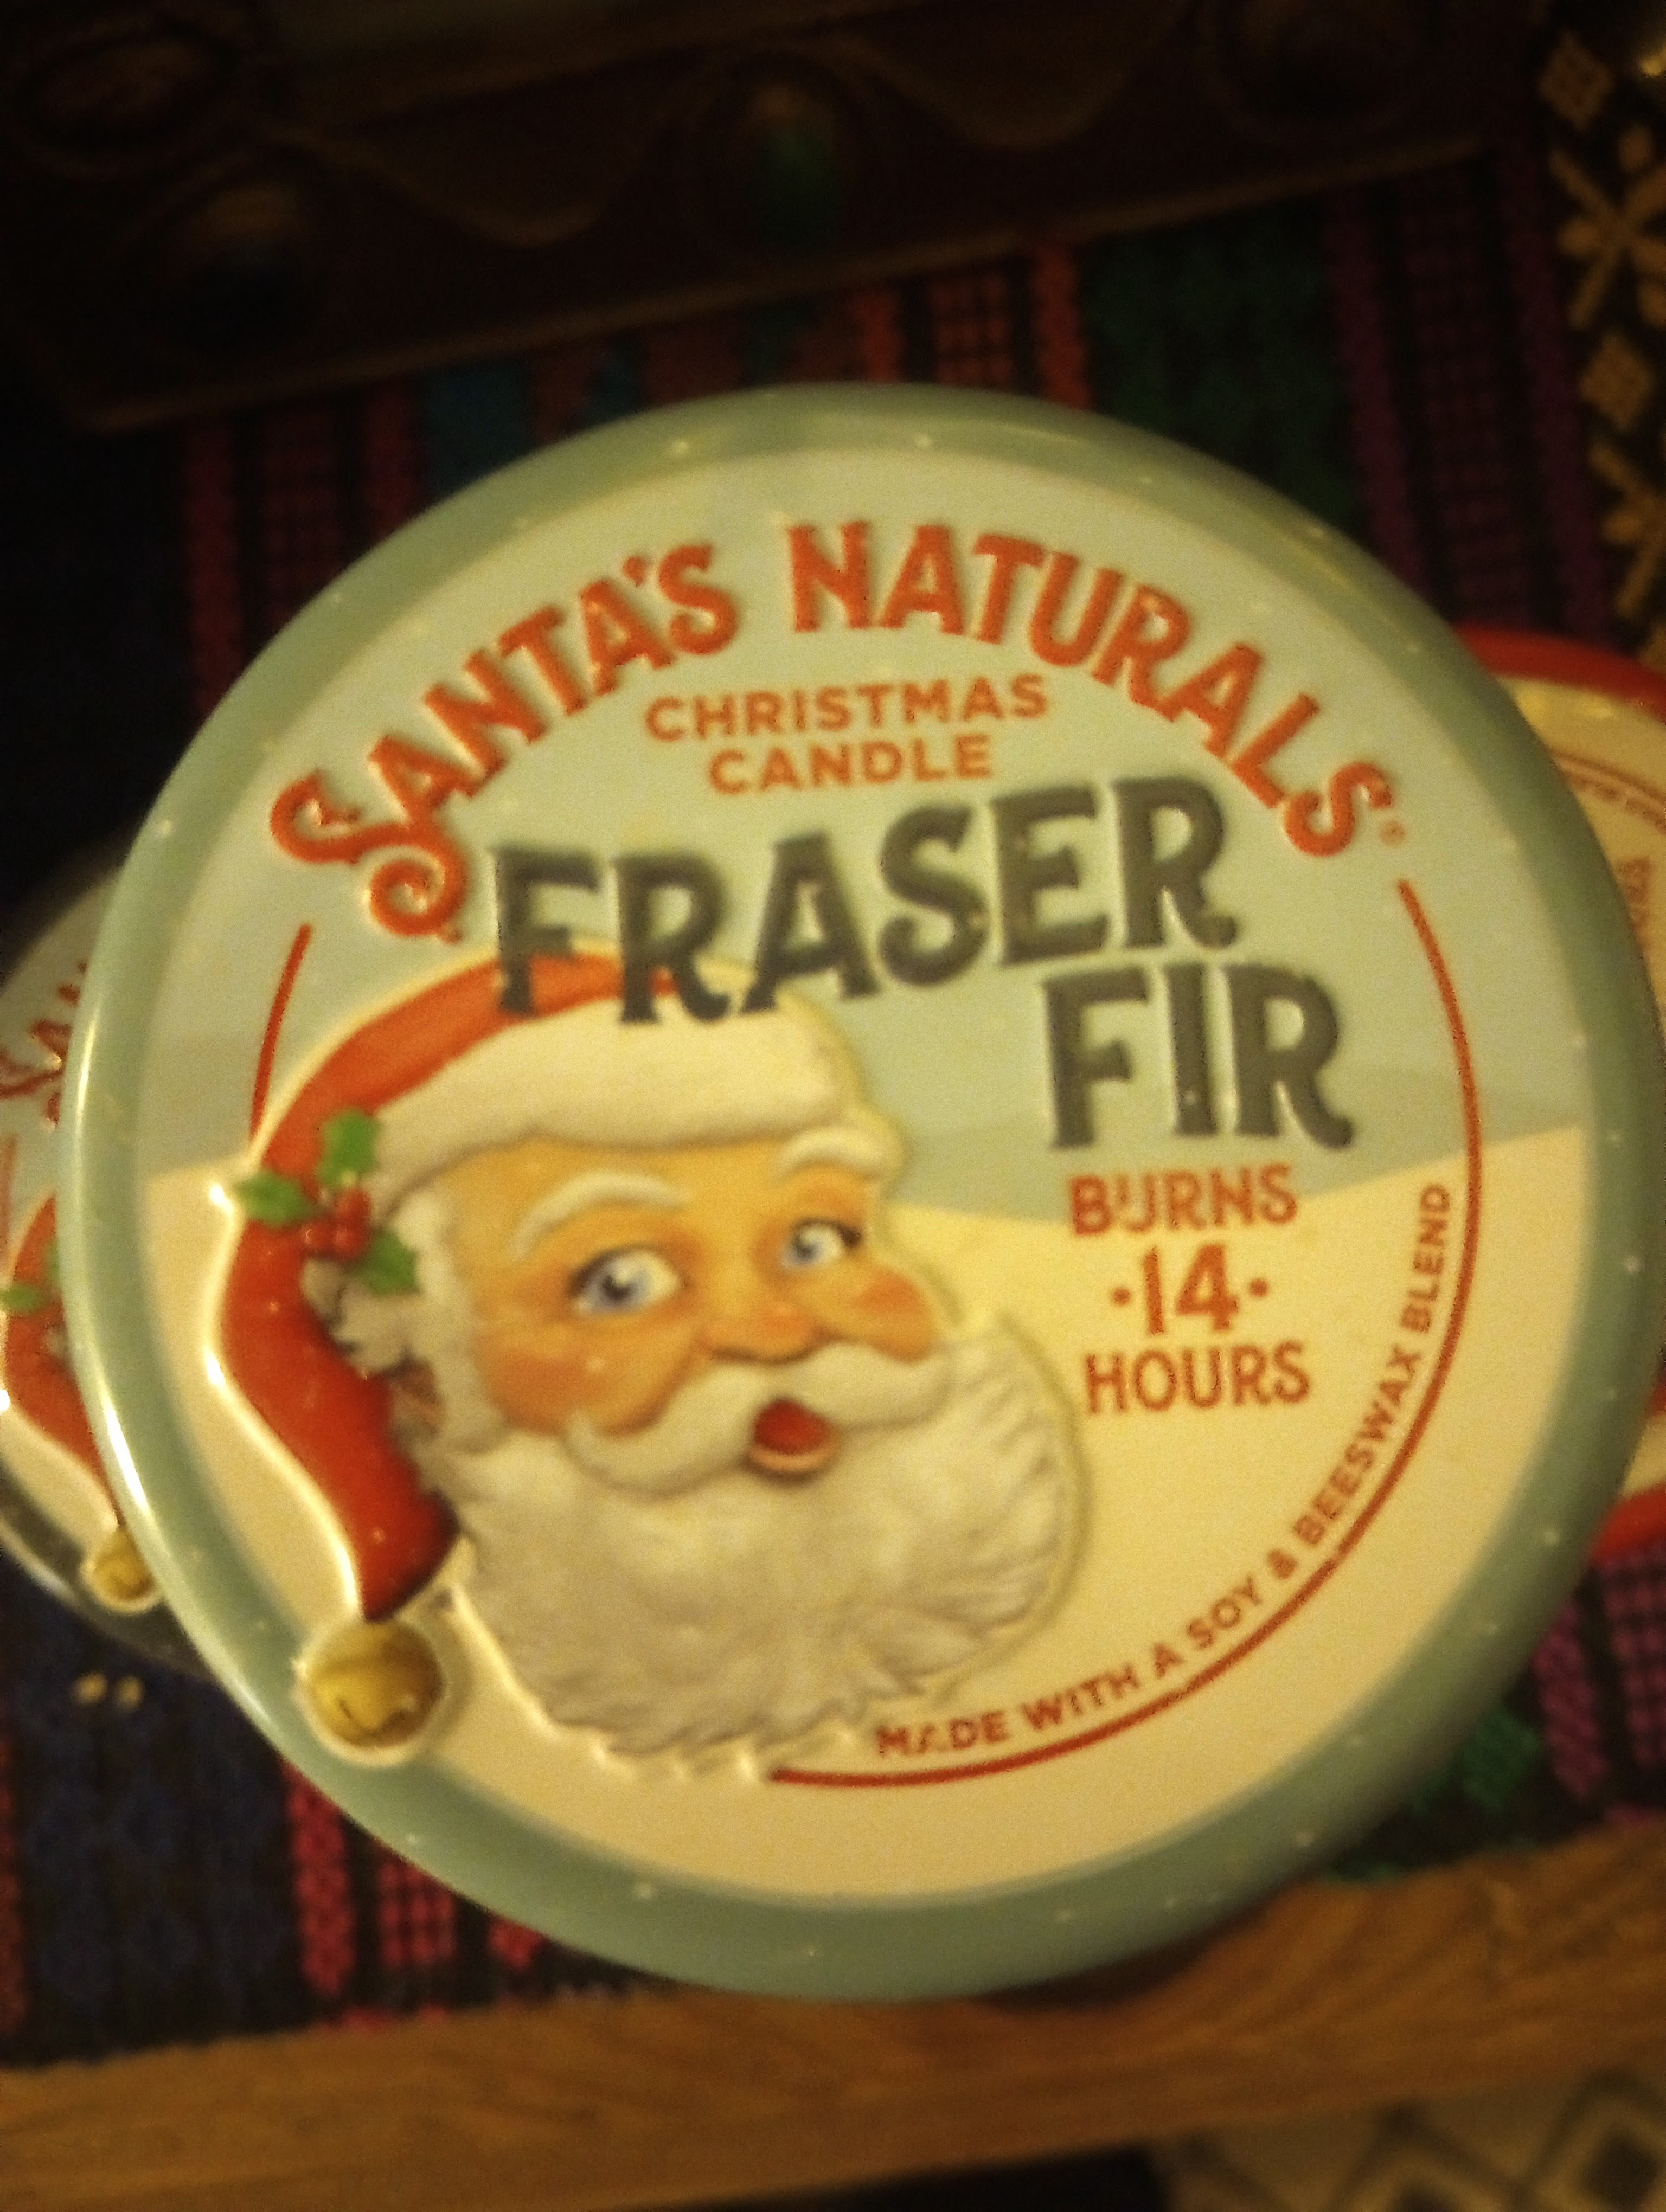 SANTA'S NATURALS®
CHRISTMAS
CANDLE
FRASER
FIR
BURNS
·14·
HOURS
MADE WITH A SOY & BEESWAX BLEND